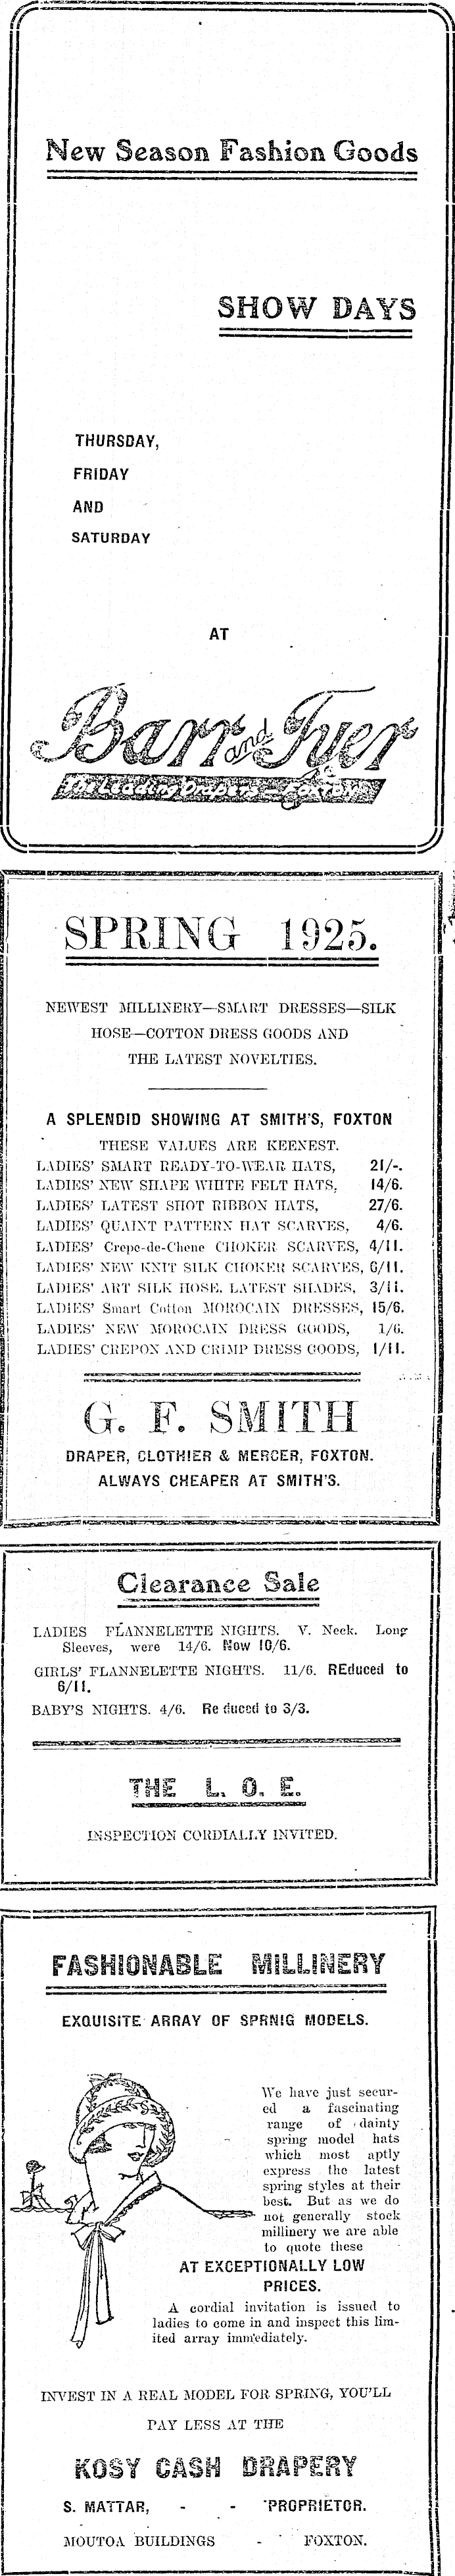 New Season Fashion Goods
SHOW DAYS
THURSDAY,
FRIDAY
AND
SATURDAY
AT
Barr and Tyer
The Leading Drapers — Foxton
SPRING 1925.
NEWEST MILLINERY—SMART DRESSES—SILK
HOSE—COTTON DRESS GOODS AND
THE LATEST NOVELTIES.
A SPLENDID SHOWING AT SMITH'S, FOXTON
THESE VALUES ARE KEENEST.
LADIES' SMART READY-TO-WEAR HATS, 21/-.
LADIES' NEW SHAPE WHITE FELT HATS, 14/6.
LADIES' LATEST SHOT RIBBON HATS, 27/6.
LADIES' QUAINT PATTERN HAT SCARVES, 4/6.
LADIES' Crepe-de-Chene CHOKER SCARVES, 4/11.
LADIES' NEW KNIT SILK CHOKER SCARVES, 6/11.
LADIES' ART SILK HOSE, LATEST SHADES, 3/11.
LADIES' Smart Cotton MOROCAIN DRESSES, 15/6.
LADIES' NEW MOROCAIN DRESS GOODS, 1/6.
LADIES' CREPON AND CRIMP DRESS GOODS, 1/11.
G. F. SMITH
DRAPER, CLOTHIER & MERCER, FOXTON.
ALWAYS CHEAPER AT SMITH'S.
Clearance Sale
LADIES FLANNELETTE NIGHTS. V. Neck. Long
Sleeves, were 14/6. Now 10/6.
GIRLS' FLANNELETTE NIGHTS. 11/6. REduced to
6/11.
BABY'S NIGHTS. 4/6. Re duced to 3/3.
THE L. O. E.
INSPECTION CORDIALLY INVITED.
FASHIONABLE MILLINERY
EXQUISITE ARRAY OF SPRNIG MODELS.
We have just secur-
ed a fascinating
range of dainty
spring model hats
which most aptly
express the latest
spring styles at their
best. But as we do
not generally stock
millinery we are able
to quote these
AT EXCEPTIONALLY LOW
PRICES.
A cordial invitation is issued to
ladies to come in and inspect this lim-
ited array immediately.
INVEST IN A REAL MODEL FOR SPRING, YOU'LL
PAY LESS AT THE
KOSY CASH DRAPERY
S. MATTAR, - - PROPRIETOR.
MOUTOA BUILDINGS - FOXTON.